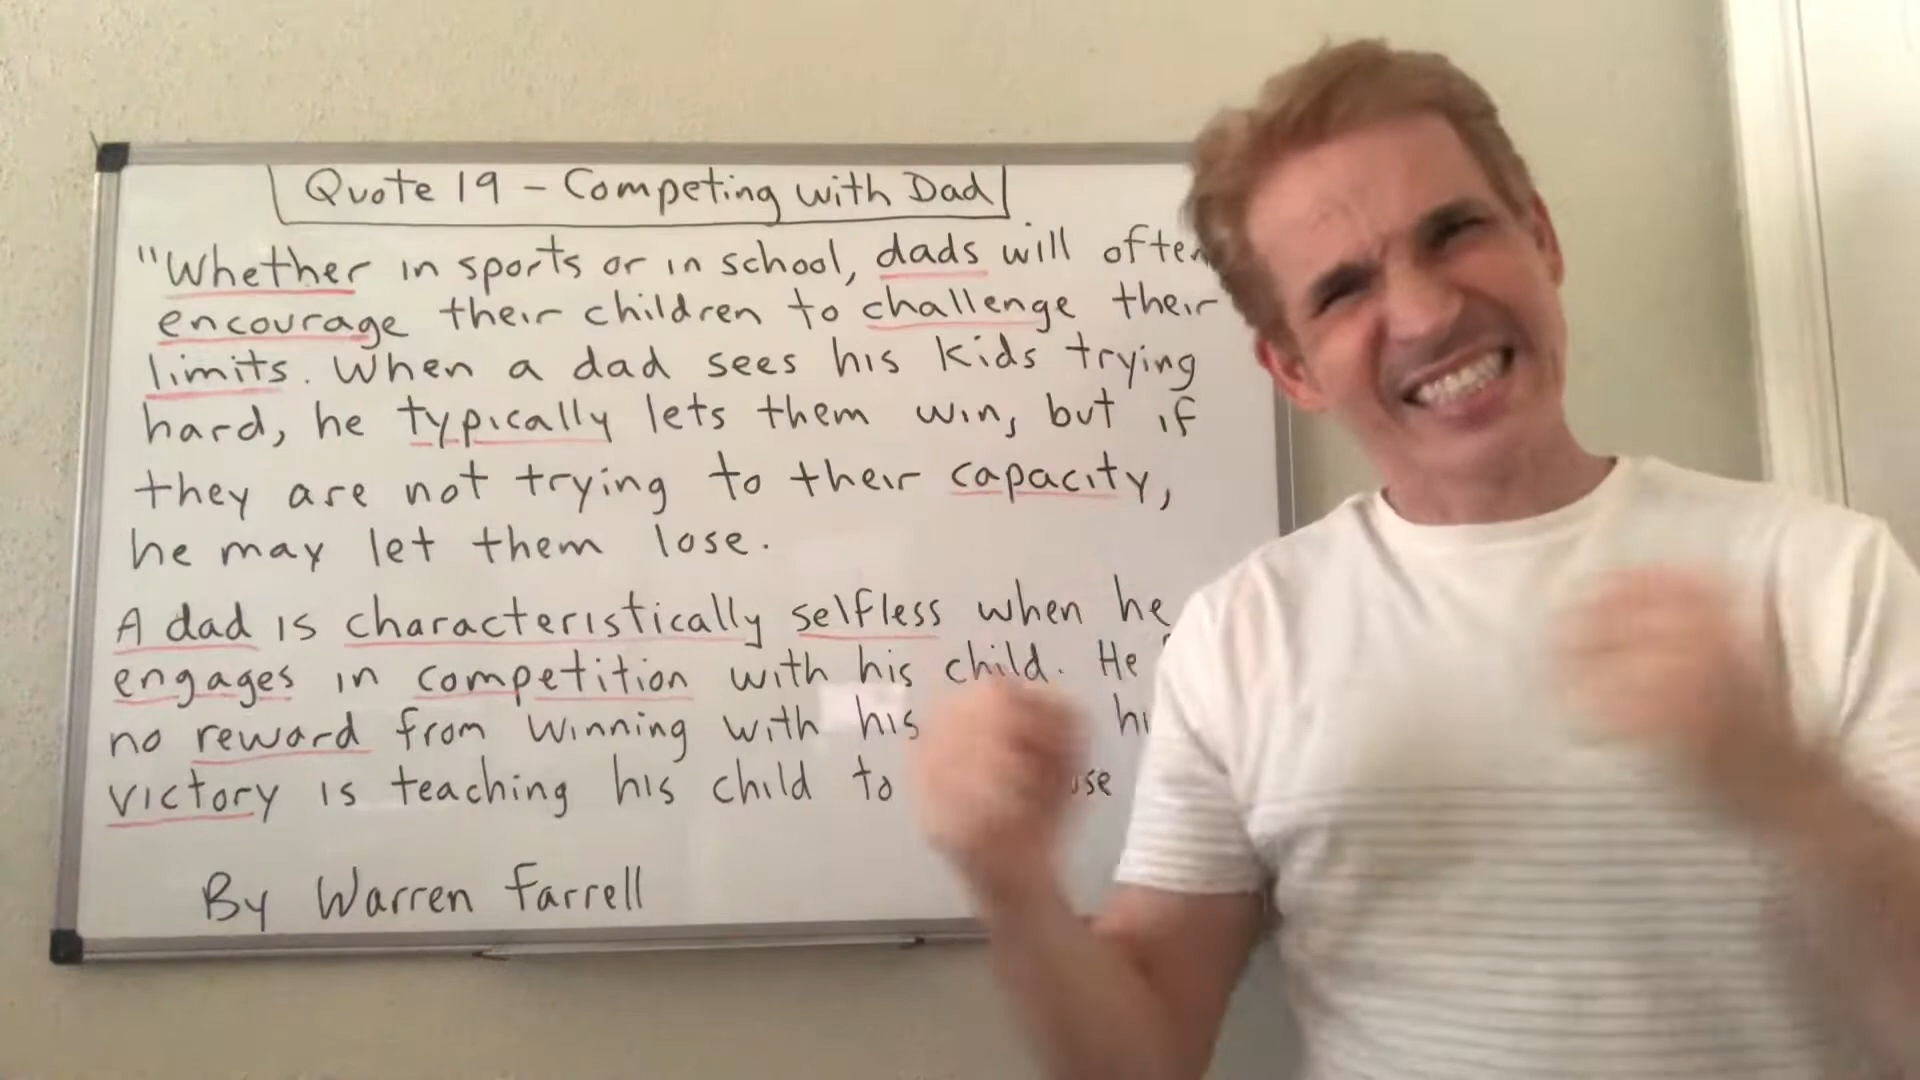 Quote 19 - Competing with Dad
"Whether in sports or in school, dads will often
encourage their children to challenge their
limits. When a dad sees his kids trying
hard, he typically lets them win, but if
they are not trying to their capacity,
he may let them lose.
A dad is characteristically selfless when he
engages in competition with his child. He
no reward from winning with his
victory is teaching his child to
By Warren Farrell